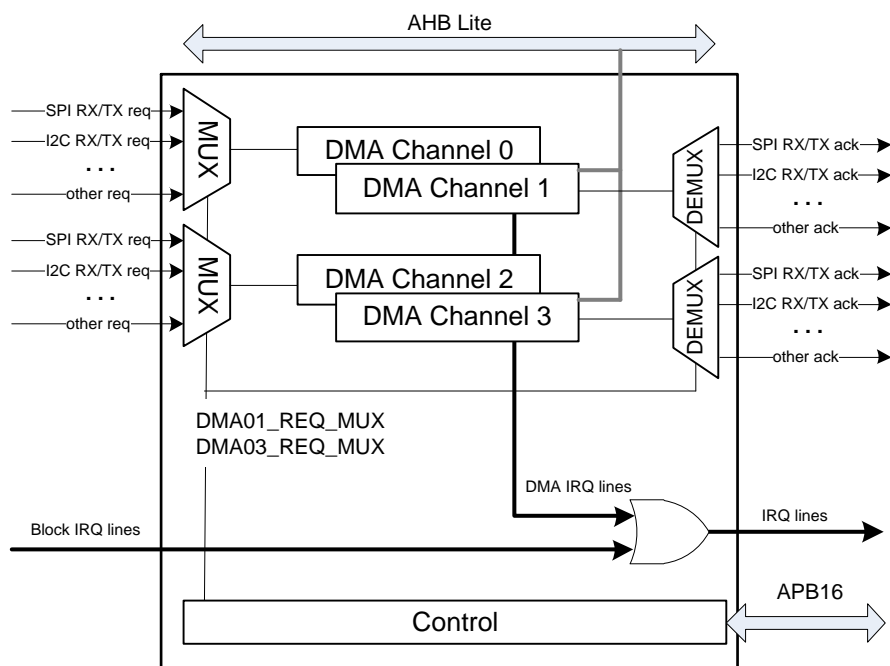 AHB Lite
SPI RX/TX req
I2C RX/TX req
. . .
other req
MUX
DMA Channel 0
DMA Channel 1
DEMUX
SPI RX/TX ack
I2C RX/TX ack
. . .
other ack
SPI RX/TX req
I2C RX/TX req
. . .
other req
MUX
DMA Channel 2
DMA Channel 3
DEMUX
SPI RX/TX ack
I2C RX/TX ack
. . .
other ack
DMA01_REQ_MUX
DMA03_REQ_MUX
DMA IRQ lines
Block IRQ lines
IRQ lines
APB16
Control